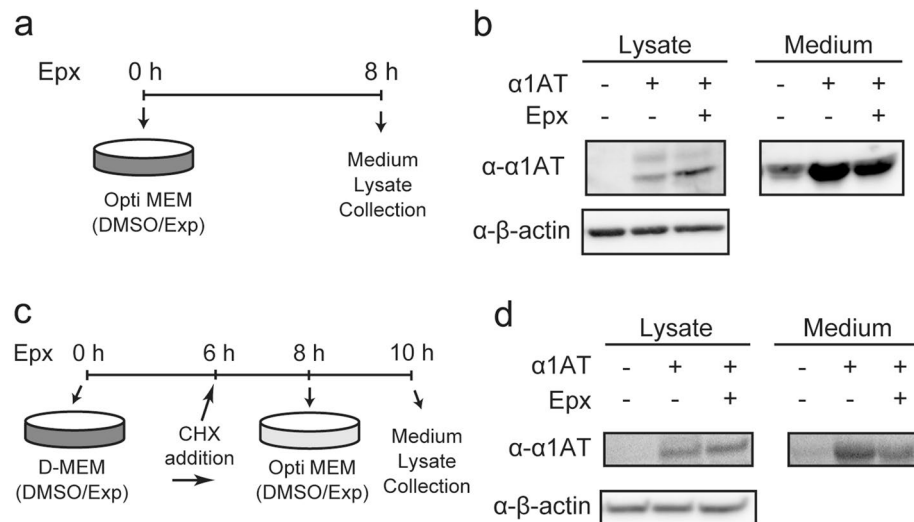 a
Epx 0 h 8 h
Opti MEM
(DMSO/Exp)
Medium
Lysate
Collection
b
Lysate Medium
α1AT - + + - + +
Epx - - + - - +
α-α1AT
α-β-actin
c
Epx 0 h 6 h 8 h 10 h
D-MEM
(DMSO/Exp)
CHX
addition
Opti MEM
(DMSO/Exp)
Medium
Lysate
Collection
d
Lysate Medium
α1AT - + + - + +
Epx - - + - - +
α-α1AT
α-β-actin